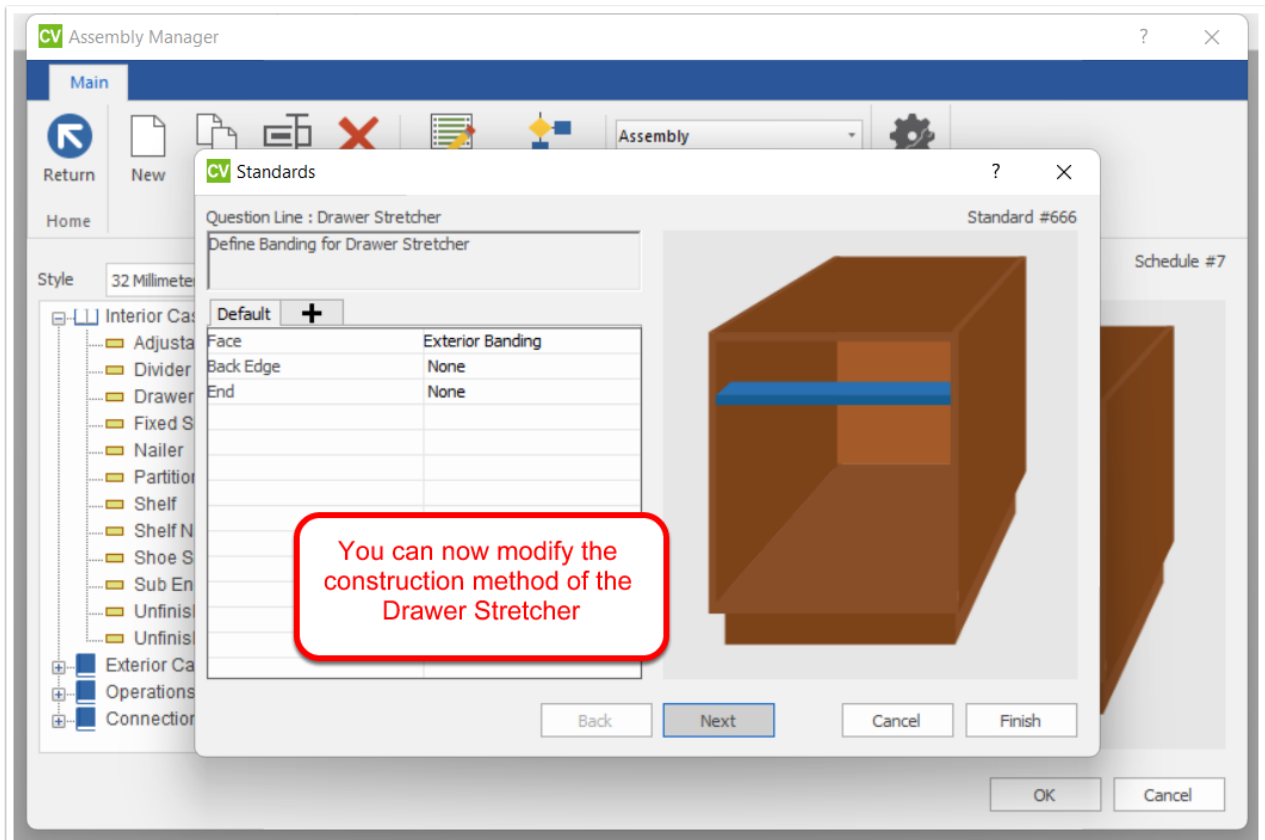 CV Assembly Manager
?
Main
Return
New
Assembly
Home
CV Standards
?
Question Line : Drawer Stretcher
Standard #666
Define Banding for Drawer Stretcher
Schedule #7
Style
32 Millimete
Default
Face Exterior Banding
Back Edge None
End None
Interior Cas
Adjusta
Divider
Drawer
Fixed S
Nailer
Partition
Shelf
Shelf N
Shoe S
Sub En
Unfinis
Unfinis
Exterior Ca
Operations
Connection
You can now modify the
construction method of the
Drawer Stretcher
Back
Next
Cancel
Finish
OK
Cancel